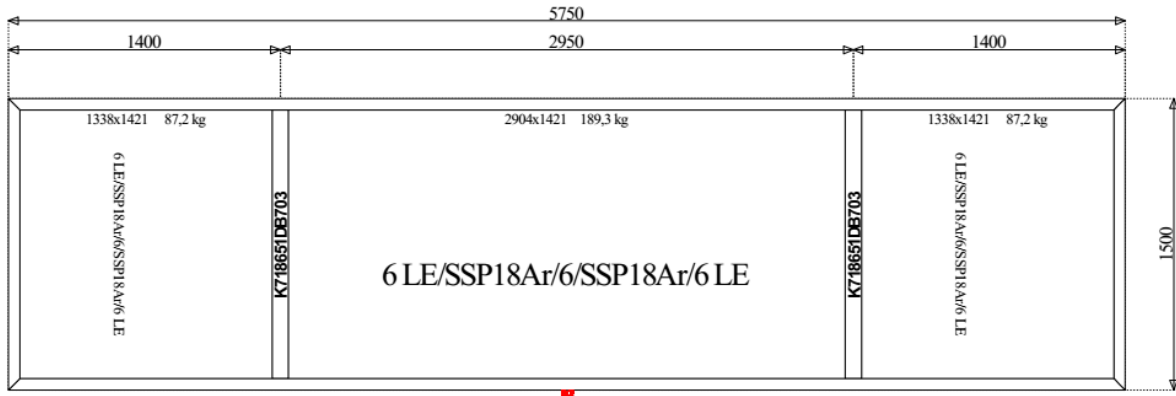 5750
1400
2950
1400
1338x1421 87,2 kg
2904x1421 189,3 kg
1338x1421 87,2 kg
6 LE/SSP18Ar/6/SSP18Ar/6 LE
K718651DB703
6 LE/SSP18Ar/6/SSP18Ar/6 LE
K718651DB703
6 LE/SSP18Ar/6/SSP18Ar/6 LE
1500